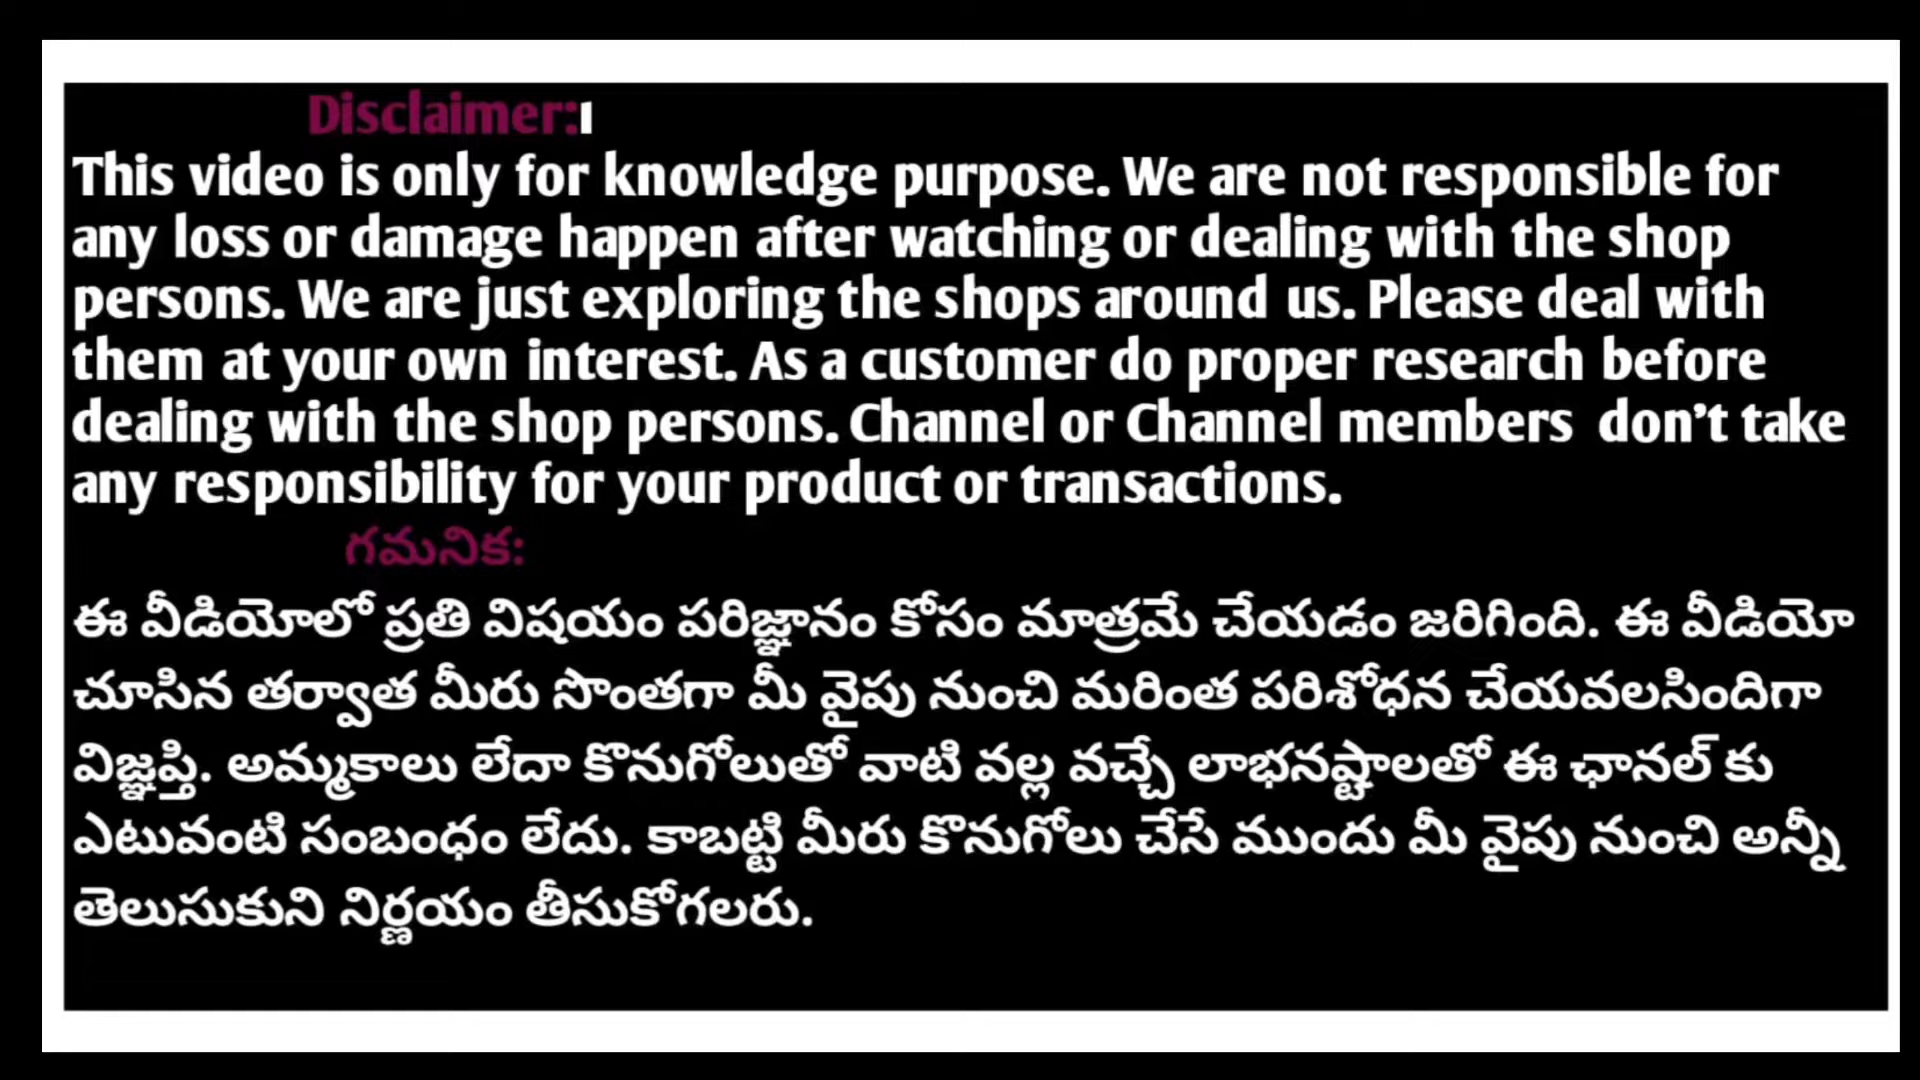 Disclaimer:
This video is only for knowledge purpose. We are not responsible for
any loss or damage happen after watching or dealing with the shop
persons. We are just exploring the shops around us. Please deal with
them at your own interest. As a customer do proper research before
dealing with the shop persons. Channel or Channel members don't take
any responsibility for your product or transactions.
గమనిక:
ఈ వీడియోలో ప్రతి విషయం పరిజ్ఞానం కోసం మాత్రమే చేయడం జరిగింది. ఈ వీడియో
చూసిన తర్వాత మీరు సొంతగా మీ వైపు నుంచి మరింత పరిశోధన చేయవలసిందిగా
విజ్ఞప్తి. అమ్మకాలు లేదా కొనుగోలుతో వాటి వల్ల వచ్చే లాభనష్టాలతో ఈ ఛానల్ కు
ఎటువంటి సంబంధం లేదు. కాబట్టి మీరు కొనుగోలు చేసే ముందు మీ వైపు నుంచి అన్నీ
తెలుసుకుని నిర్ణయం తీసుకోగలరు.